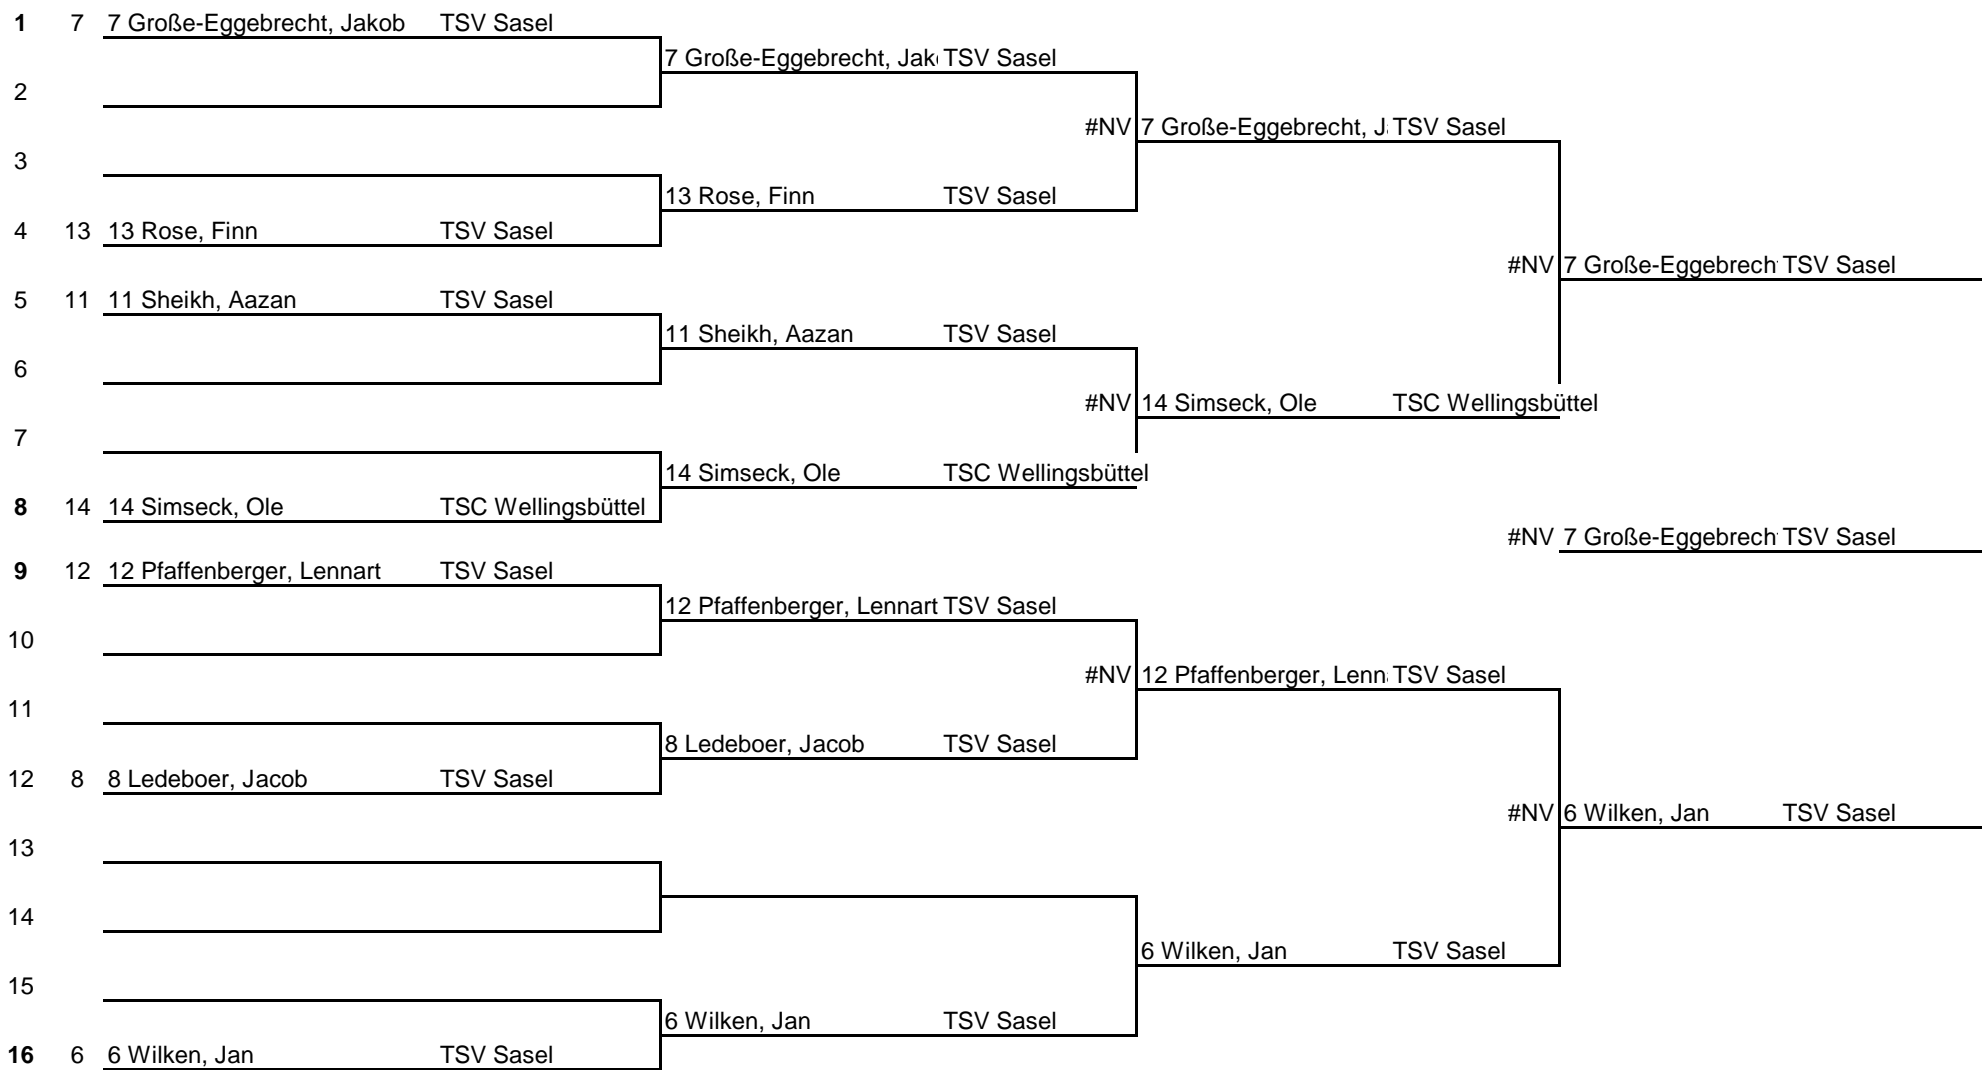 1 7 7 Große-Eggebrecht, Jakob TSV Sasel
7 Große-Eggebrecht, Jak TSV Sasel
2
#NV 7 Große-Eggebrecht, J TSV Sasel
3
13 Rose, Finn TSV Sasel
4 13 13 Rose, Finn TSV Sasel
#NV 7 Große-Eggebrech TSV Sasel
5 11 11 Sheikh, Aazan TSV Sasel
11 Sheikh, Aazan TSV Sasel
6
#NV 14 Simseck, Ole TSC Wellingsbüttel
7
14 Simseck, Ole TSC Wellingsbüttel
8 14 14 Simseck, Ole TSC Wellingsbüttel
#NV 7 Große-Eggebrech TSV Sasel
9 12 12 Pfaffenberger, Lennart TSV Sasel
12 Pfaffenberger, Lennart TSV Sasel
10
#NV 12 Pfaffenberger, Lenn TSV Sasel
11
8 Ledeboer, Jacob TSV Sasel
12 8 8 Ledeboer, Jacob TSV Sasel
#NV 6 Wilken, Jan TSV Sasel
13
14
6 Wilken, Jan TSV Sasel
15
6 Wilken, Jan TSV Sasel
16 6 6 Wilken, Jan TSV Sasel